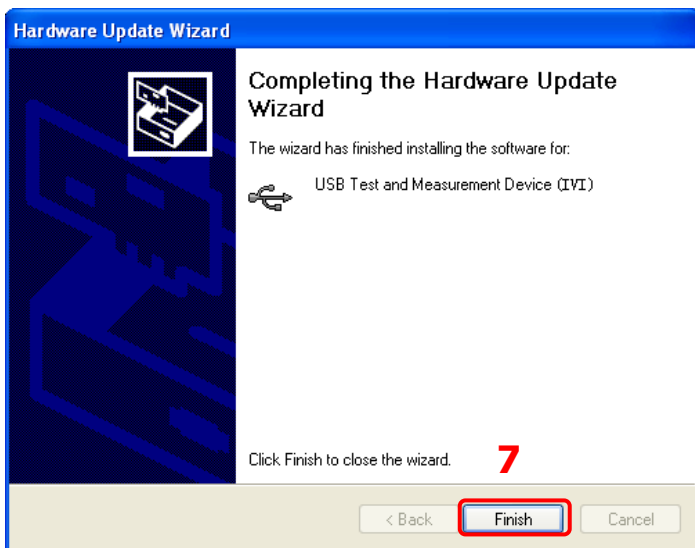 Hardware Update Wizard
Completing the Hardware Update
Wizard
The wizard has finished installing the software for:
USB Test and Measurement Device (IVI)
Click Finish to close the wizard.
7
< Back
Finish
Cancel